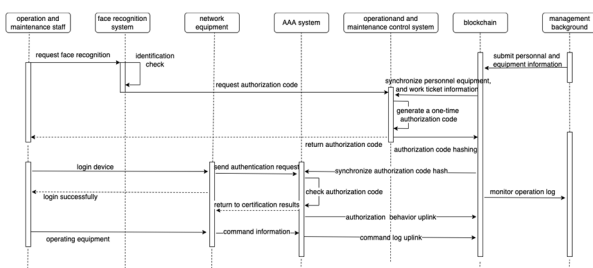 operation and
maintenance staff
face recognition
system
network
equipment
AAA system
operationand and
maintenance control system
blockchain
management
background
request face recognition
identification
check
submit personnal and
equipment information
request authorization code
synchronize personnel equipment,
and work ticket information
generate a one-time
authorization code
return authorization code
authorization code hashing
login device
send authentication request
synchronize authorization code hash
check authorization code
login successfully
monitor operation log
return to certification results
authorization behavior uplink
operating equipment
command information
command log uplink